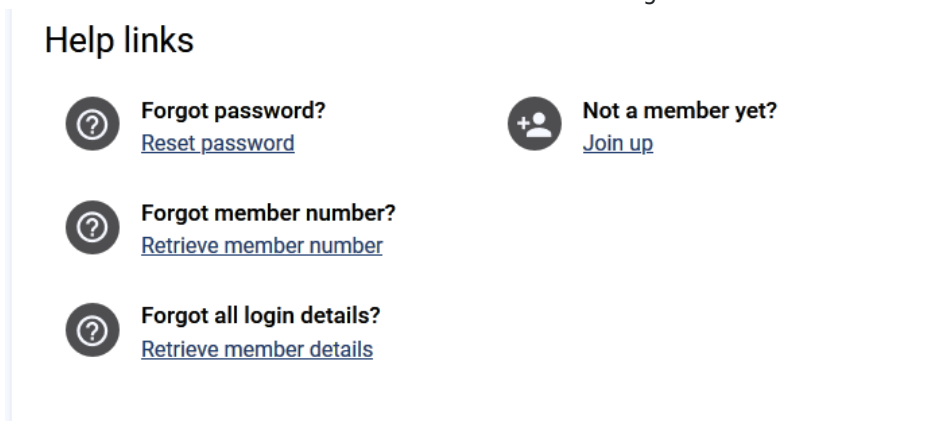 Help links
Forgot password?
Reset password
Not a member yet?
Join up
Forgot member number?
Retrieve member number
Forgot all login details?
Retrieve member details